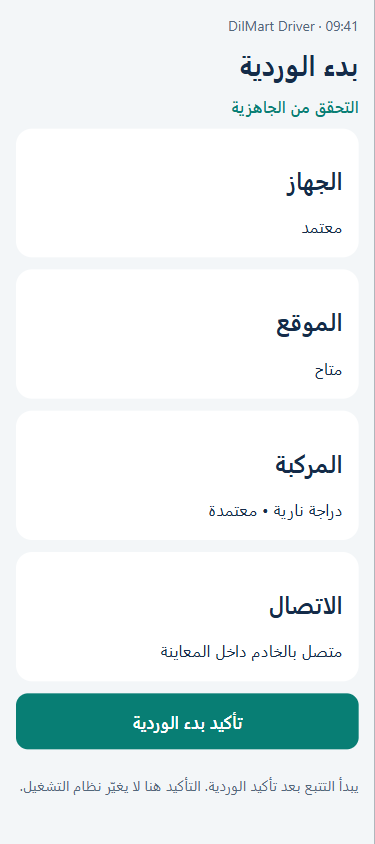 DilMart Driver · 09:41
بدء الوردية
التحقق من الجاهزية
الجهاز
معتمد
الموقع
متاح
المركبة
دراجة نارية • معتمدة
الاتصال
متصل بالخادم داخل المعاينة
تأكيد بدء الوردية
يبدأ التتبع بعد تأكيد الوردية. التأكيد هنا لا يغيّر نظام التشغيل.